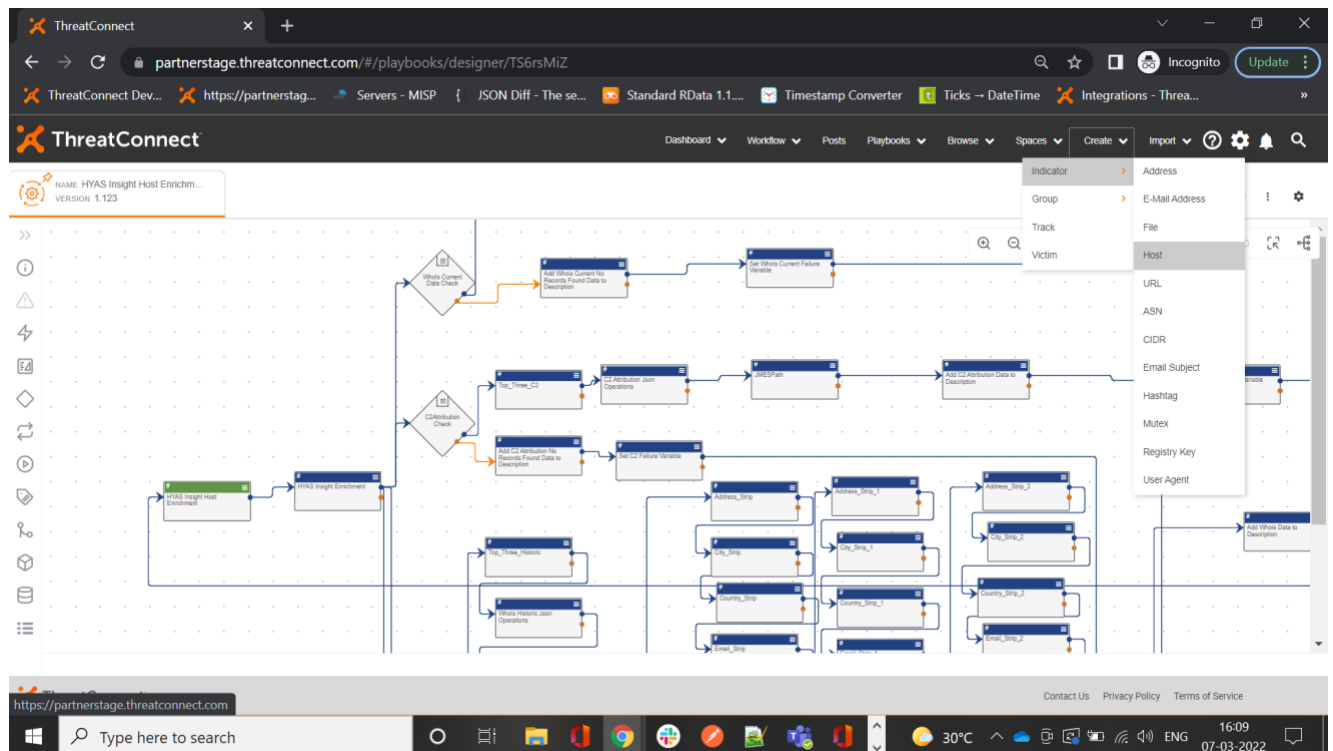 ThreatConnect
partnerstage.threatconnect.com/#/playbooks/designer/TS6rsMiZ
Incognito
Update
ThreatConnect Dev...
https://partnerstag...
Servers - MISP
JSON Diff - The se...
Standard RData 1.1....
Timestamp Converter
Ticks → DateTime
Integrations - Threa...
»
ThreatConnect
Dashboard
Workflow
Posts
Playbooks
Browse
Spaces
Create
Import
NAME HYAS Insight Host Enrichm...
VERSION 1.123
Indicator
Group
Track
Victim
Address
E-Mail Address
File
Host
URL
ASN
CIDR
Email Subject
Hashtag
Mutex
Registry Key
User Agent
Whois Current
Data Check
Add Whois Current No
Records Found Data to
Description
Set Whois Current Failure
Variable
Top_Three_C2
C2 Attribution Json
Operations
JMESPath
Add C2 Attribution Data to
Description
C2Attribution
Check
Add C2 Attribution No
Records Found Data to
Description
Set C2 Failure Variable
HYAS Insight Host
Enrichment
HYAS Insight Enrichment
Address_Strip
Address_Strip_1
Address_Strip_2
Add Whois Data to
Description
Top_Three_Historic
City_Strip
City_Strip_1
City_Strip_2
Whois Historic Json
Operations
Country_Strip
Country_Strip_1
Country_Strip_2
Email_Strip
Email_Strip_2
Contact Us
Privacy Policy
Terms of Service
https://partnerstage.threatconnect.com
Type here to search
30°C
ENG
16:09
07-03-2022